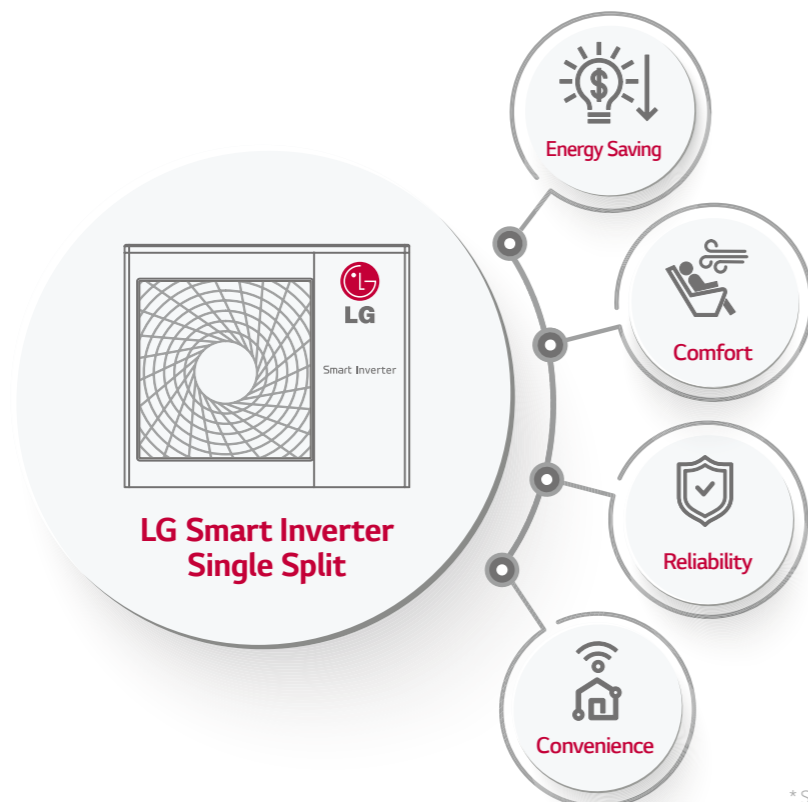 LG
Smart Inverter
LG Smart Inverter
Single Split
Energy Saving
Comfort
Reliability
Convenience